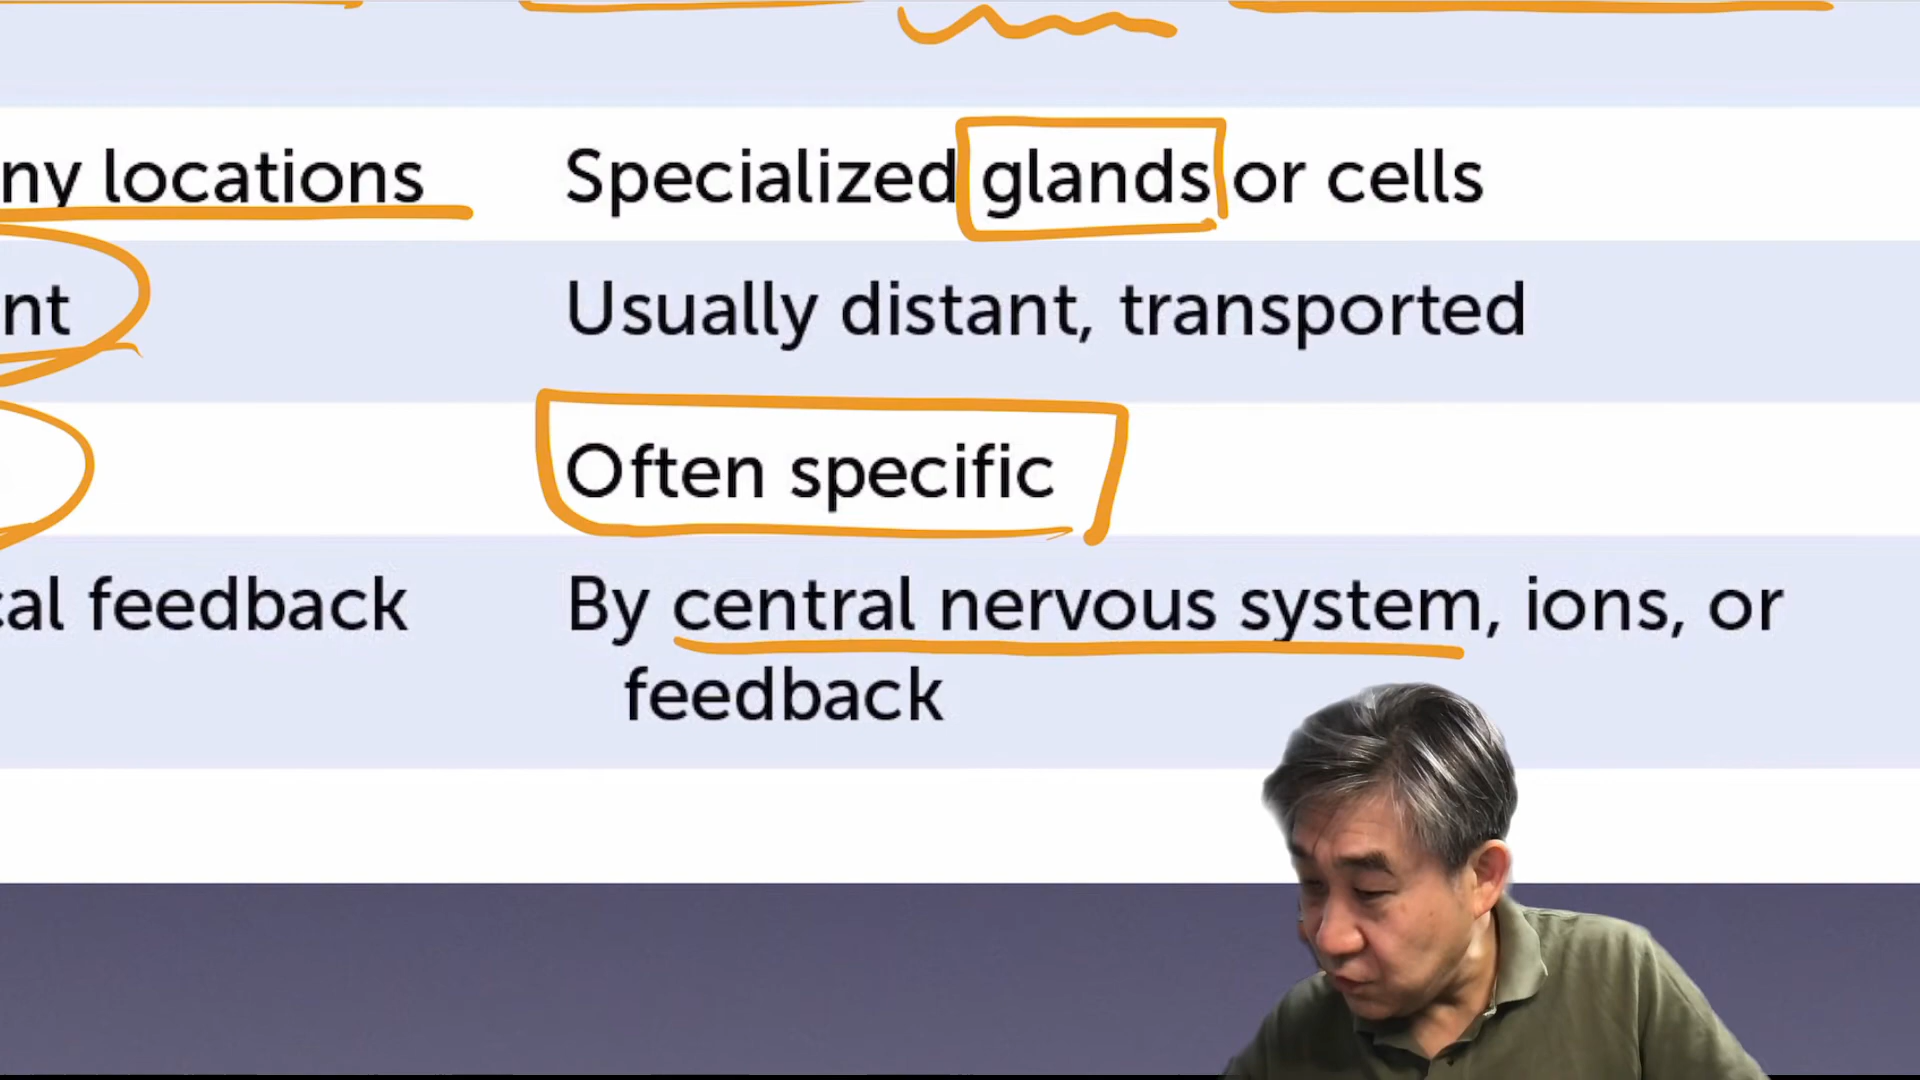 ny locations
Specialized glands or cells
nt
Usually distant, transported
Often specific
cal feedback
By central nervous system, ions, or
feedback